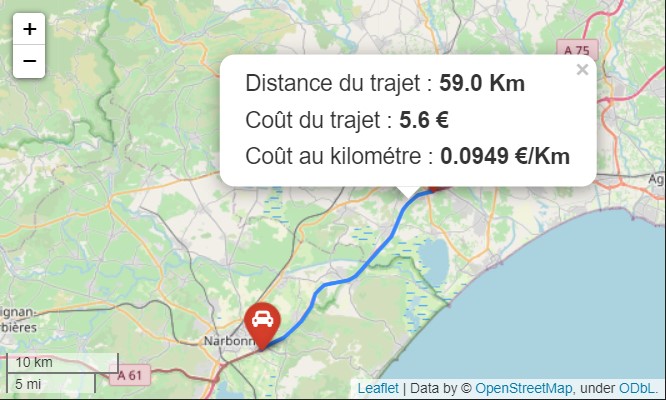 +
−
A 75
×
Distance du trajet : 59.0 Km
Coût du trajet : 5.6 €
Coût au kilométre : 0.0949 €/Km
Ag
ignan-
bières
Narbonn
10 km
5 mi
A 61
Leaflet | Data by © OpenStreetMap, under ODbL.